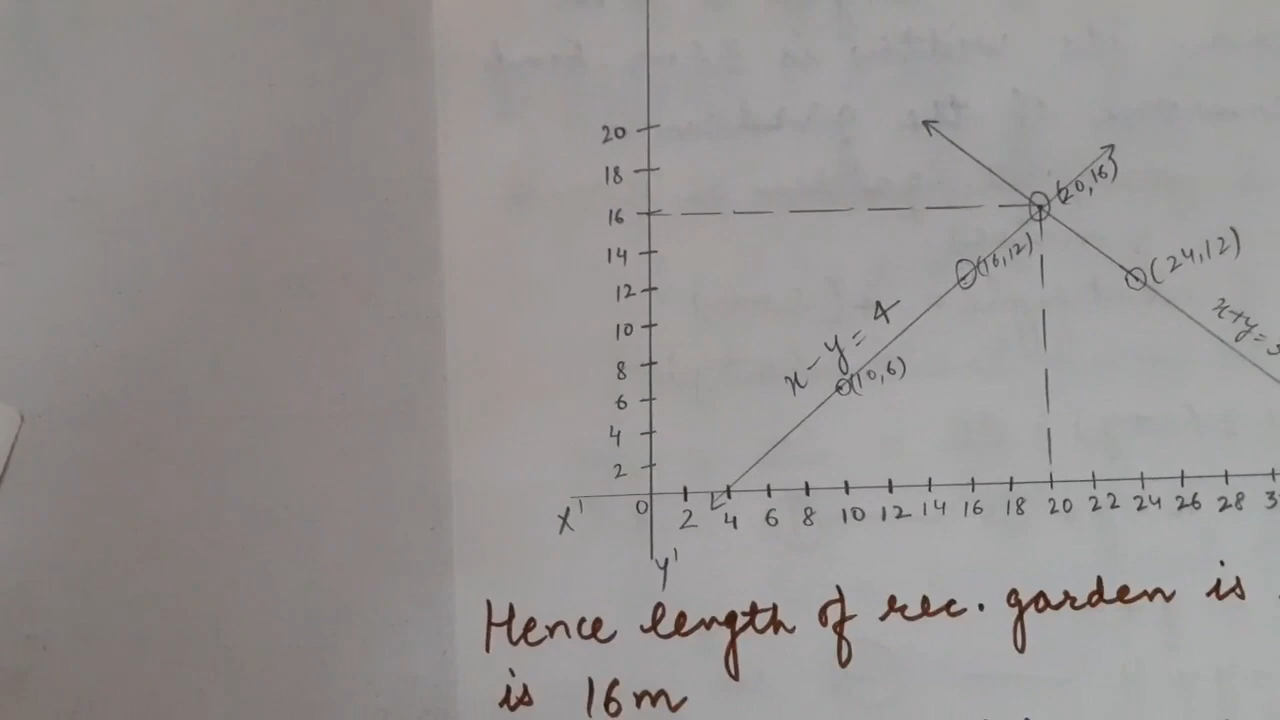 20
18
(20,16)
16
14
(16,12)
(24,12)
12
10
x-y=4
x+y=3
8
(10,6)
6
4
2
X' 0 2 4 6 8 10 12 14 16 18 20 22 24 26 28 3
Y'
Hence length of rec. garden is
is 16m